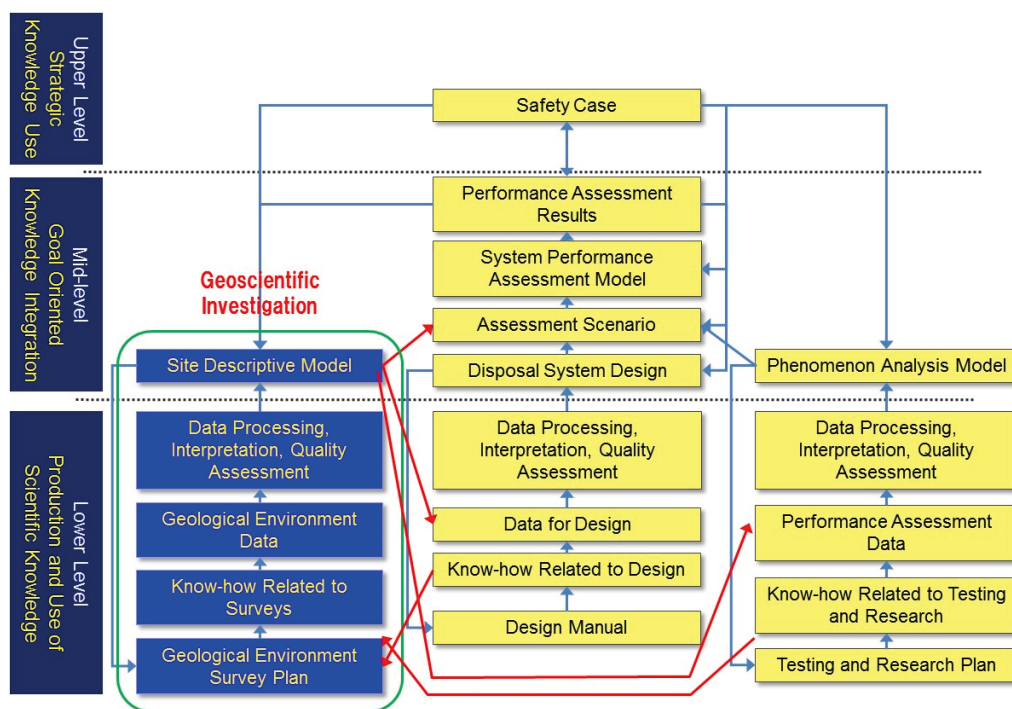 Upper Level
Strategic
Knowledge Use
Safety Case
Mid-level
Goal Oriented
Knowledge Integration
Performance Assessment
Results
System Performance
Assessment Model
Geoscientific
Investigation
Assessment Scenario
Site Descriptive Model
Disposal System Design
Phenomenon Analysis Model
Lower Level
Production and Use of
Scientific Knowledge
Data Processing,
Interpretation, Quality
Assessment
Geological Environment
Data
Know-how Related to
Surveys
Geological Environment
Survey Plan
Data Processing,
Interpretation, Quality
Assessment
Data for Design
Know-how Related to Design
Design Manual
Data Processing,
Interpretation, Quality
Assessment
Performance Assessment
Data
Know-how Related to Testing
and Research
Testing and Research Plan